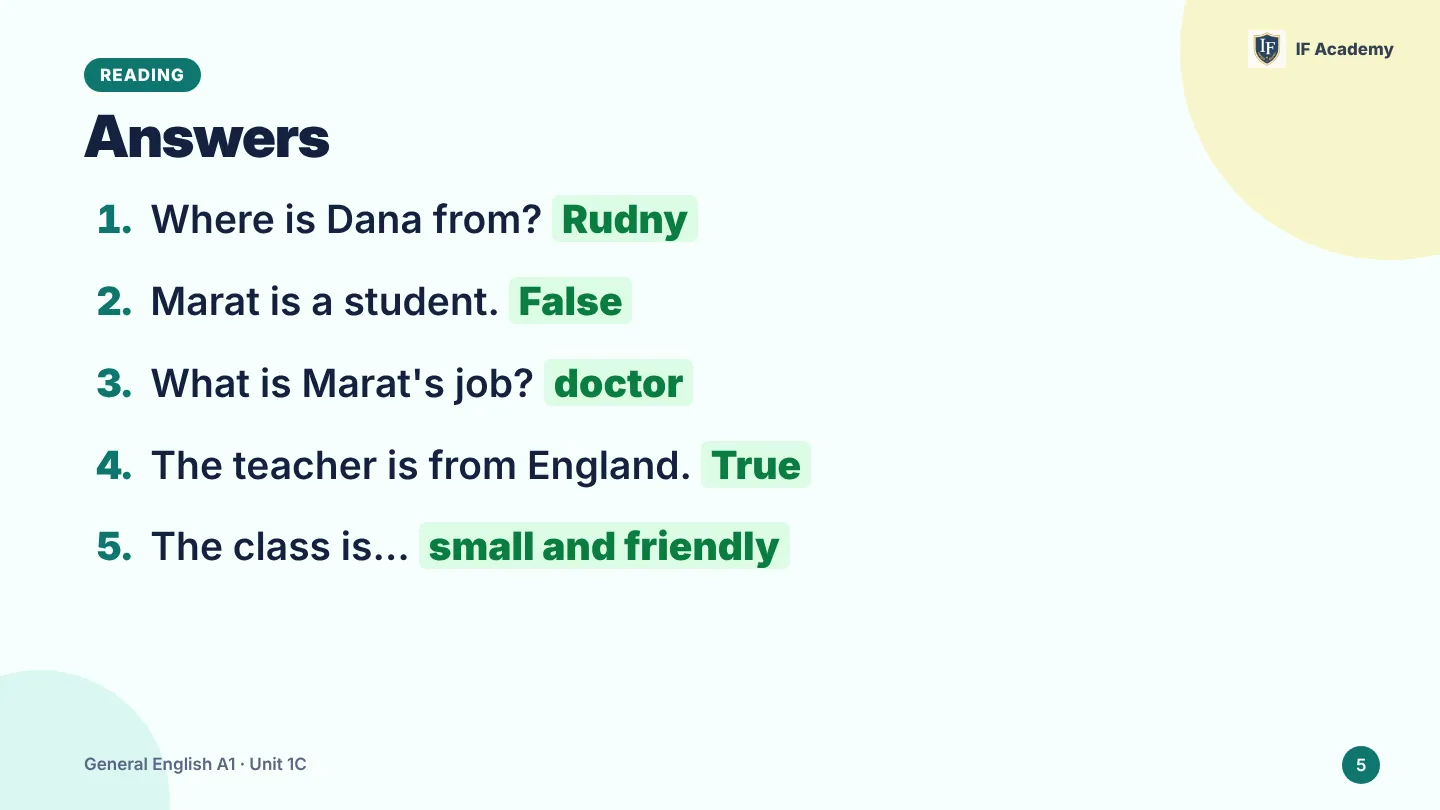 IF
IF Academy
READING
Answers
1. Where is Dana from? Rudny
2. Marat is a student. False
3. What is Marat's job? doctor
4. The teacher is from England. True
5. The class is... small and friendly
General English A1 · Unit 1C
5